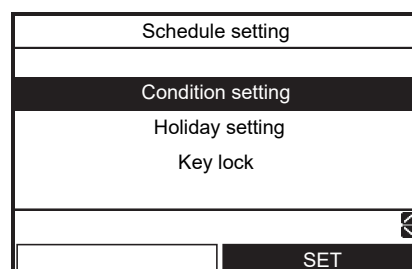 Schedule setting
Condition setting
Holiday setting
Key lock
SET